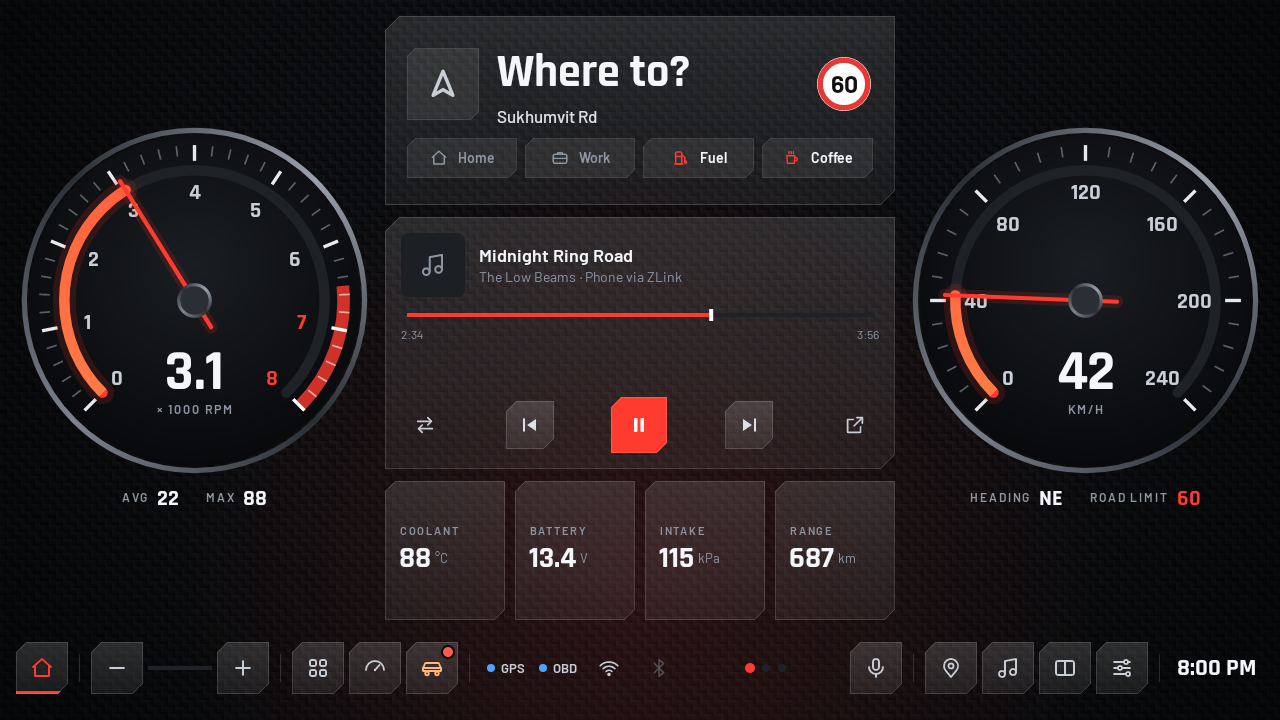 Where to?
60
Sukhumvit Rd
Home
Work
Fuel
Coffee
0
1
2
3
4
5
6
7
8
3.1
× 1000 RPM
AVG 22 MAX 88
Midnight Ring Road
The Low Beams · Phone via ZLink
2:34
3:56
COOLANT
88 °C
BATTERY
13.4 V
INTAKE
115 kPa
RANGE
687 km
0
40
80
120
160
200
240
42
KM/H
HEADING NE ROAD LIMIT 60
GPS
OBD
8:00 PM